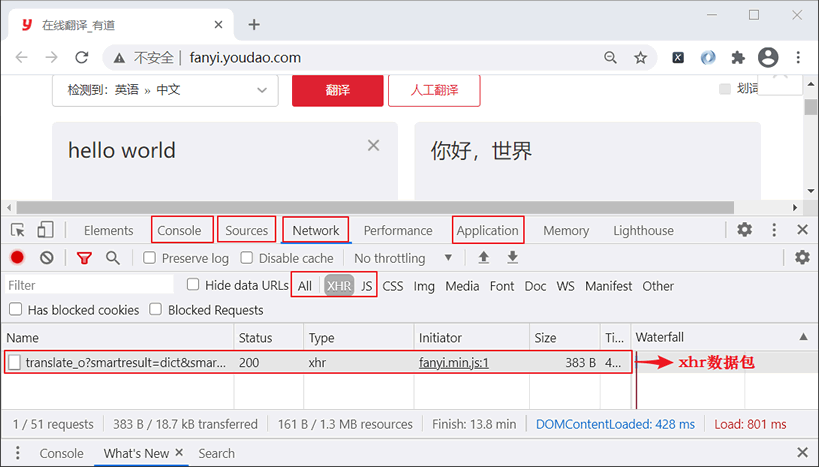 在线翻译_有道
不安全 | fanyi.youdao.com
检测到：英语 » 中文 翻译 人工翻译 划词
hello world 你好，世界
Elements Console Sources Network Performance Application Memory Lighthouse
Preserve log Disable cache No throttling
Filter Hide data URLs All XHR JS CSS Img Media Font Doc WS Manifest Other
Has blocked cookies Blocked Requests
Name Status Type Initiator Size Ti... Waterfall
translate_o?smartresult=dict&smar... 200 xhr fanyi.min.js:1 383 B 4... xhr数据包
1 / 51 requests 383 B / 18.7 kB transferred 161 B / 1.3 MB resources Finish: 13.8 min DOMContentLoaded: 428 ms Load: 801 ms
Console What's New Search